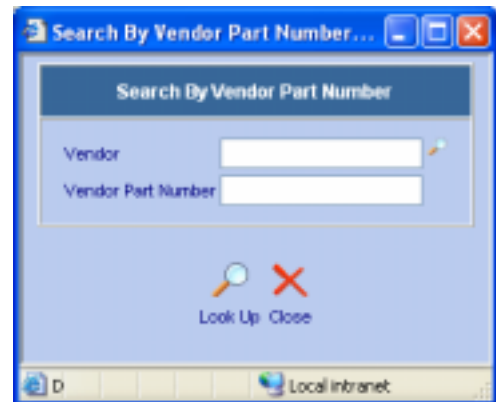 Search By Vendor Part Number...
Search By Vendor Part Number
Vendor
Vendor Part Number
Look Up Close
D Local intranet